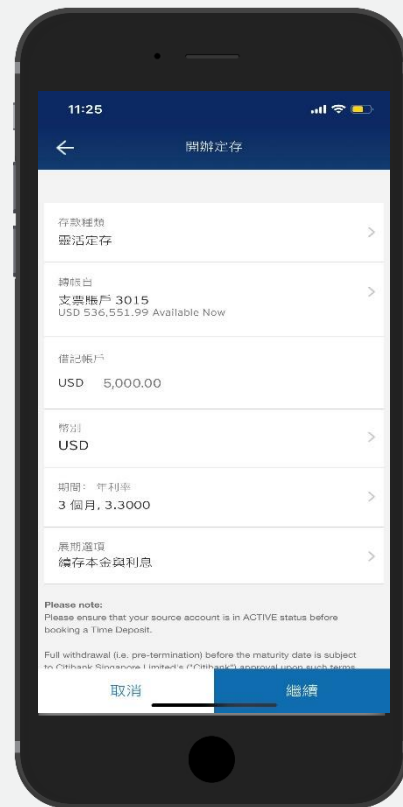 11:25
開辦定存
存款種類
靈活定存
轉帳自
支票賬戶 3015
USD 536,551.99 Available Now
借記帳戶
USD 5,000.00
幣別
USD
期間： 年利率
3 個月, 3.3000
展期選項
續存本金與利息
Please note:
Please ensure that your source account is in ACTIVE status before
booking a Time Deposit.
Full withdrawal (i.e. pre-termination) before the maturity date is subject
to Citibank Singapore Limited's ("Citibank") approval upon such terms
取消
繼續